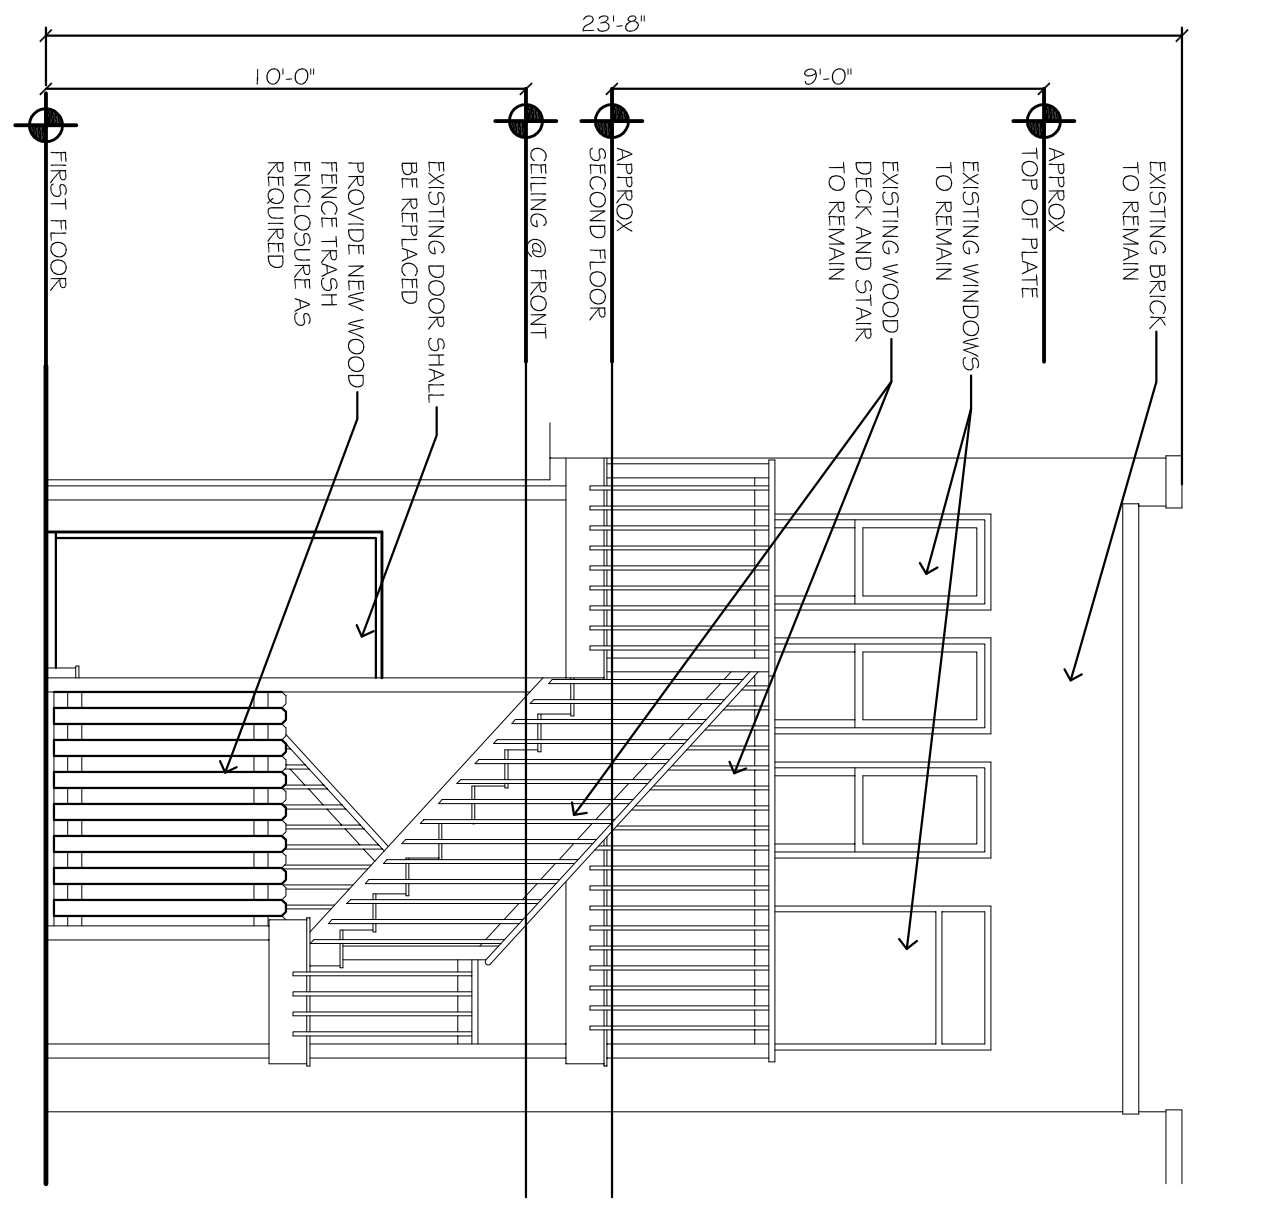 23'-8"
10'-0"
9'-0"
EXISTING BRICK
TO REMAIN
APPROX
TOP OF PLATE
EXISTING WINDOWS
TO REMAIN
EXISTING WOOD
DECK AND STAIR
TO REMAIN
APPROX
SECOND FLOOR
CEILING @ FRONT
EXISTING DOOR SHALL
BE REPLACED
PROVIDE NEW WOOD
FENCE TRASH
ENCLOSURE AS
REQUIRED
FIRST FLOOR